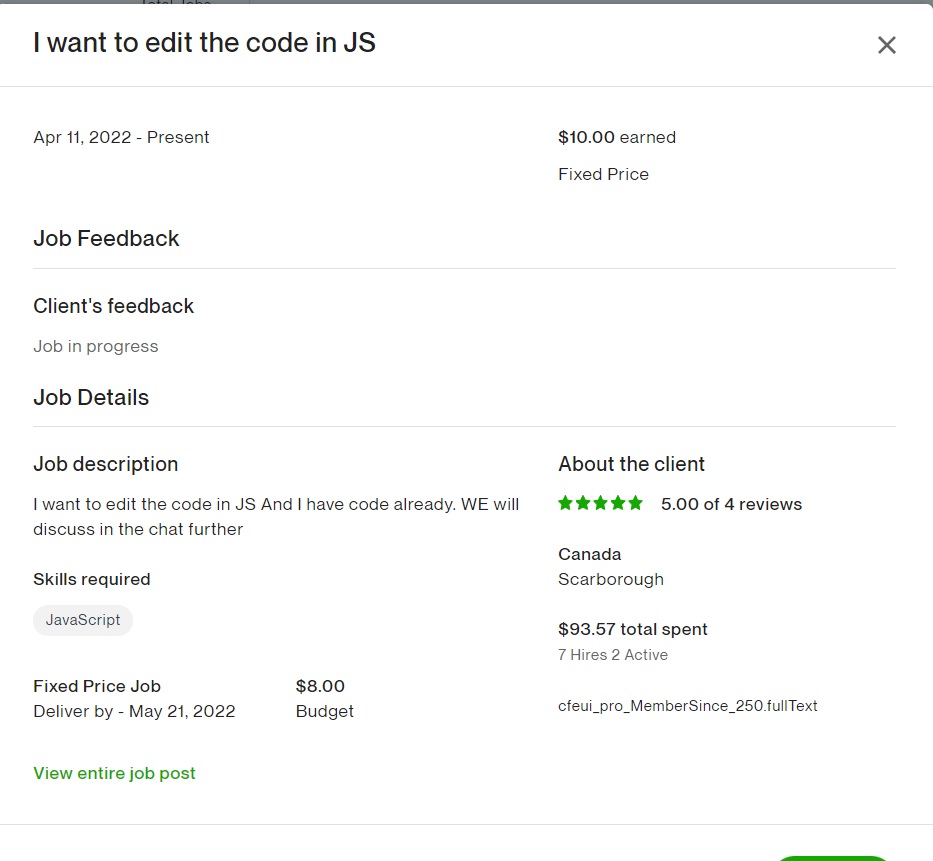 Total Jobs
I want to edit the code in JS
Apr 11, 2022 - Present
$10.00 earned
Fixed Price
Job Feedback
Client's feedback
Job in progress
Job Details
Job description
I want to edit the code in JS And I have code already. WE will
discuss in the chat further
Skills required
JavaScript
Fixed Price Job
$8.00
Deliver by - May 21, 2022
Budget
View entire job post
About the client
5.00 of 4 reviews
Canada
Scarborough
$93.57 total spent
7 Hires 2 Active
cfeui_pro_MemberSince_250.fullText